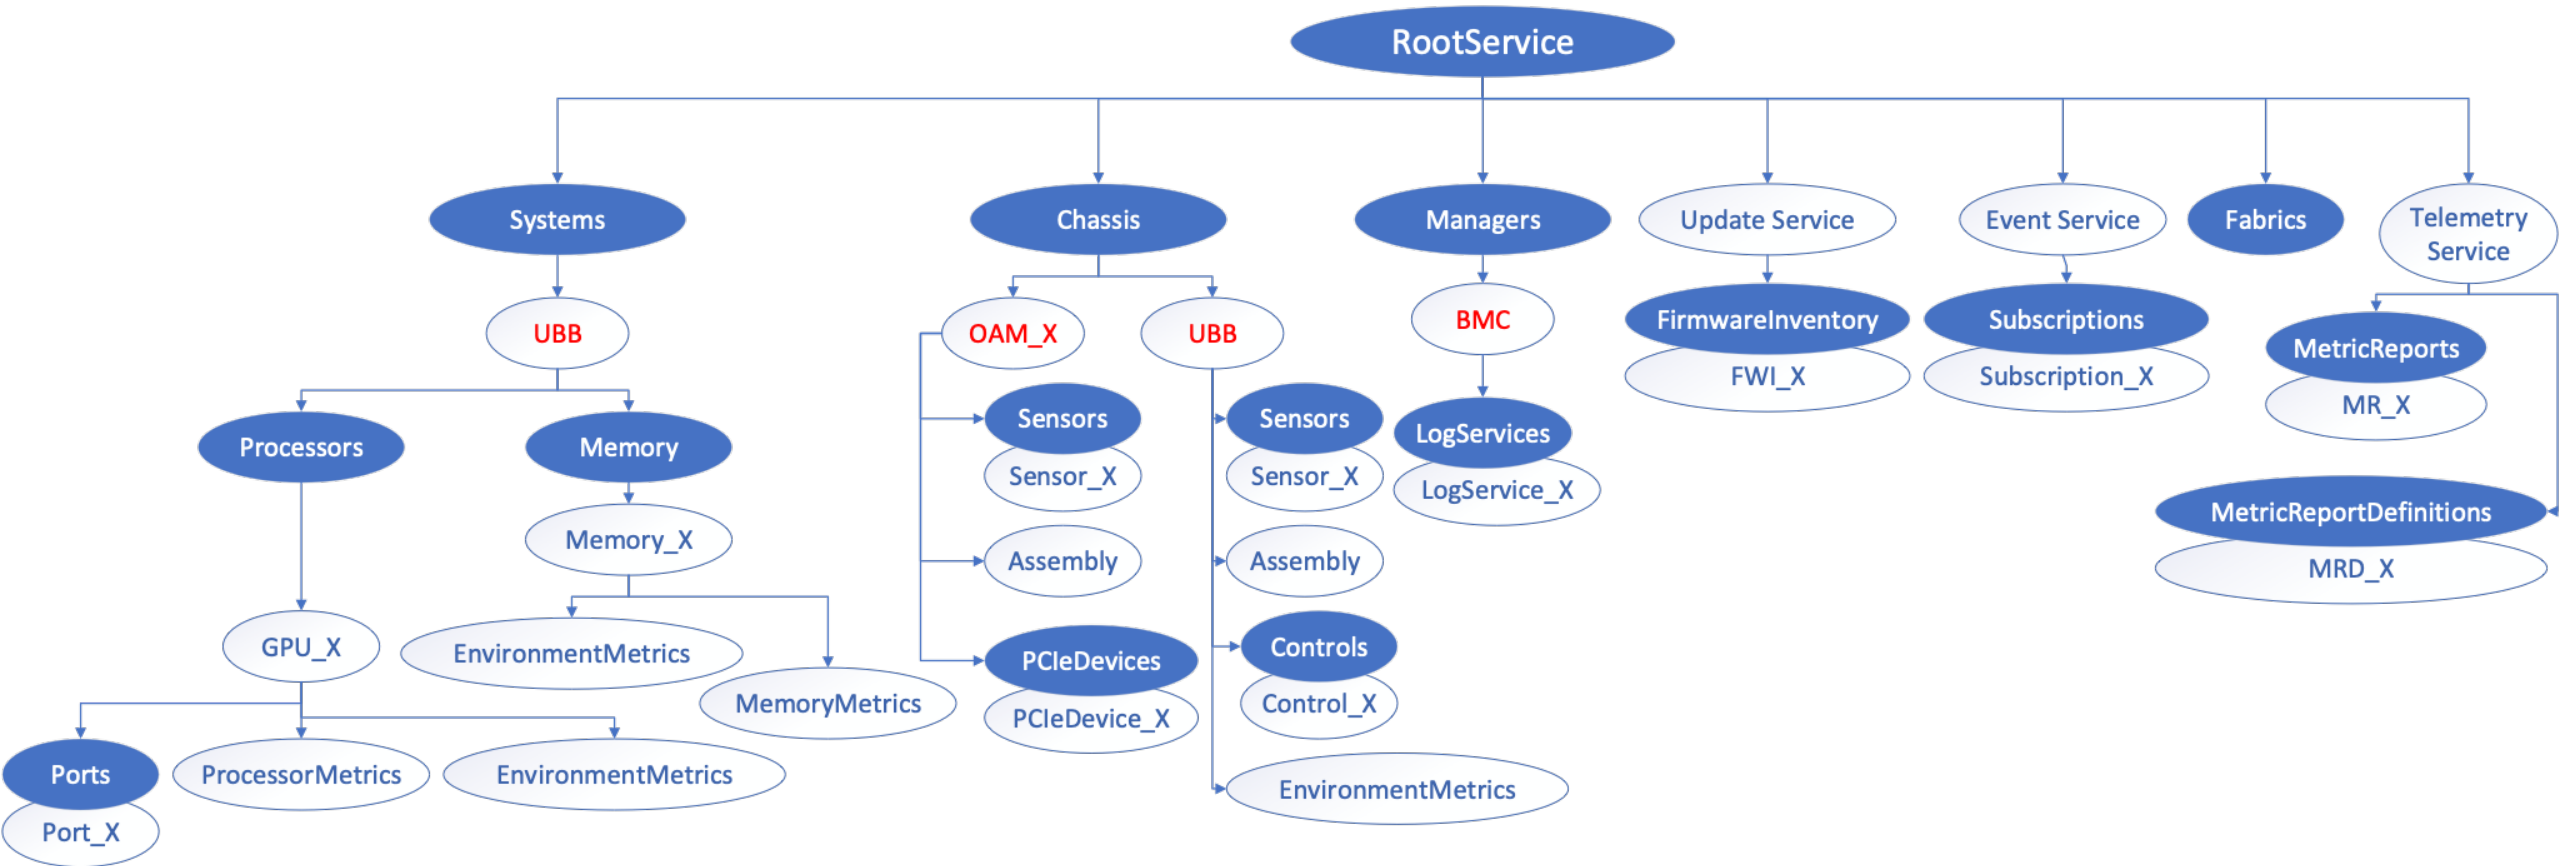 RootService
Systems
Chassis
Managers
Update Service
Event Service
Fabrics
Telemetry
Service
UBB
OAM_X
UBB
BMC
FirmwareInventory
FWI_X
Subscriptions
Subscription_X
MetricReports
MR_X
Processors
Memory
Sensors
Sensor_X
Sensors
Sensor_X
LogServices
LogService_X
MetricReportDefinitions
MRD_X
Memory_X
Assembly
Assembly
GPU_X
EnvironmentMetrics
MemoryMetrics
PCIeDevices
PCIeDevice_X
Controls
Control_X
Ports
Port_X
ProcessorMetrics
EnvironmentMetrics
EnvironmentMetrics